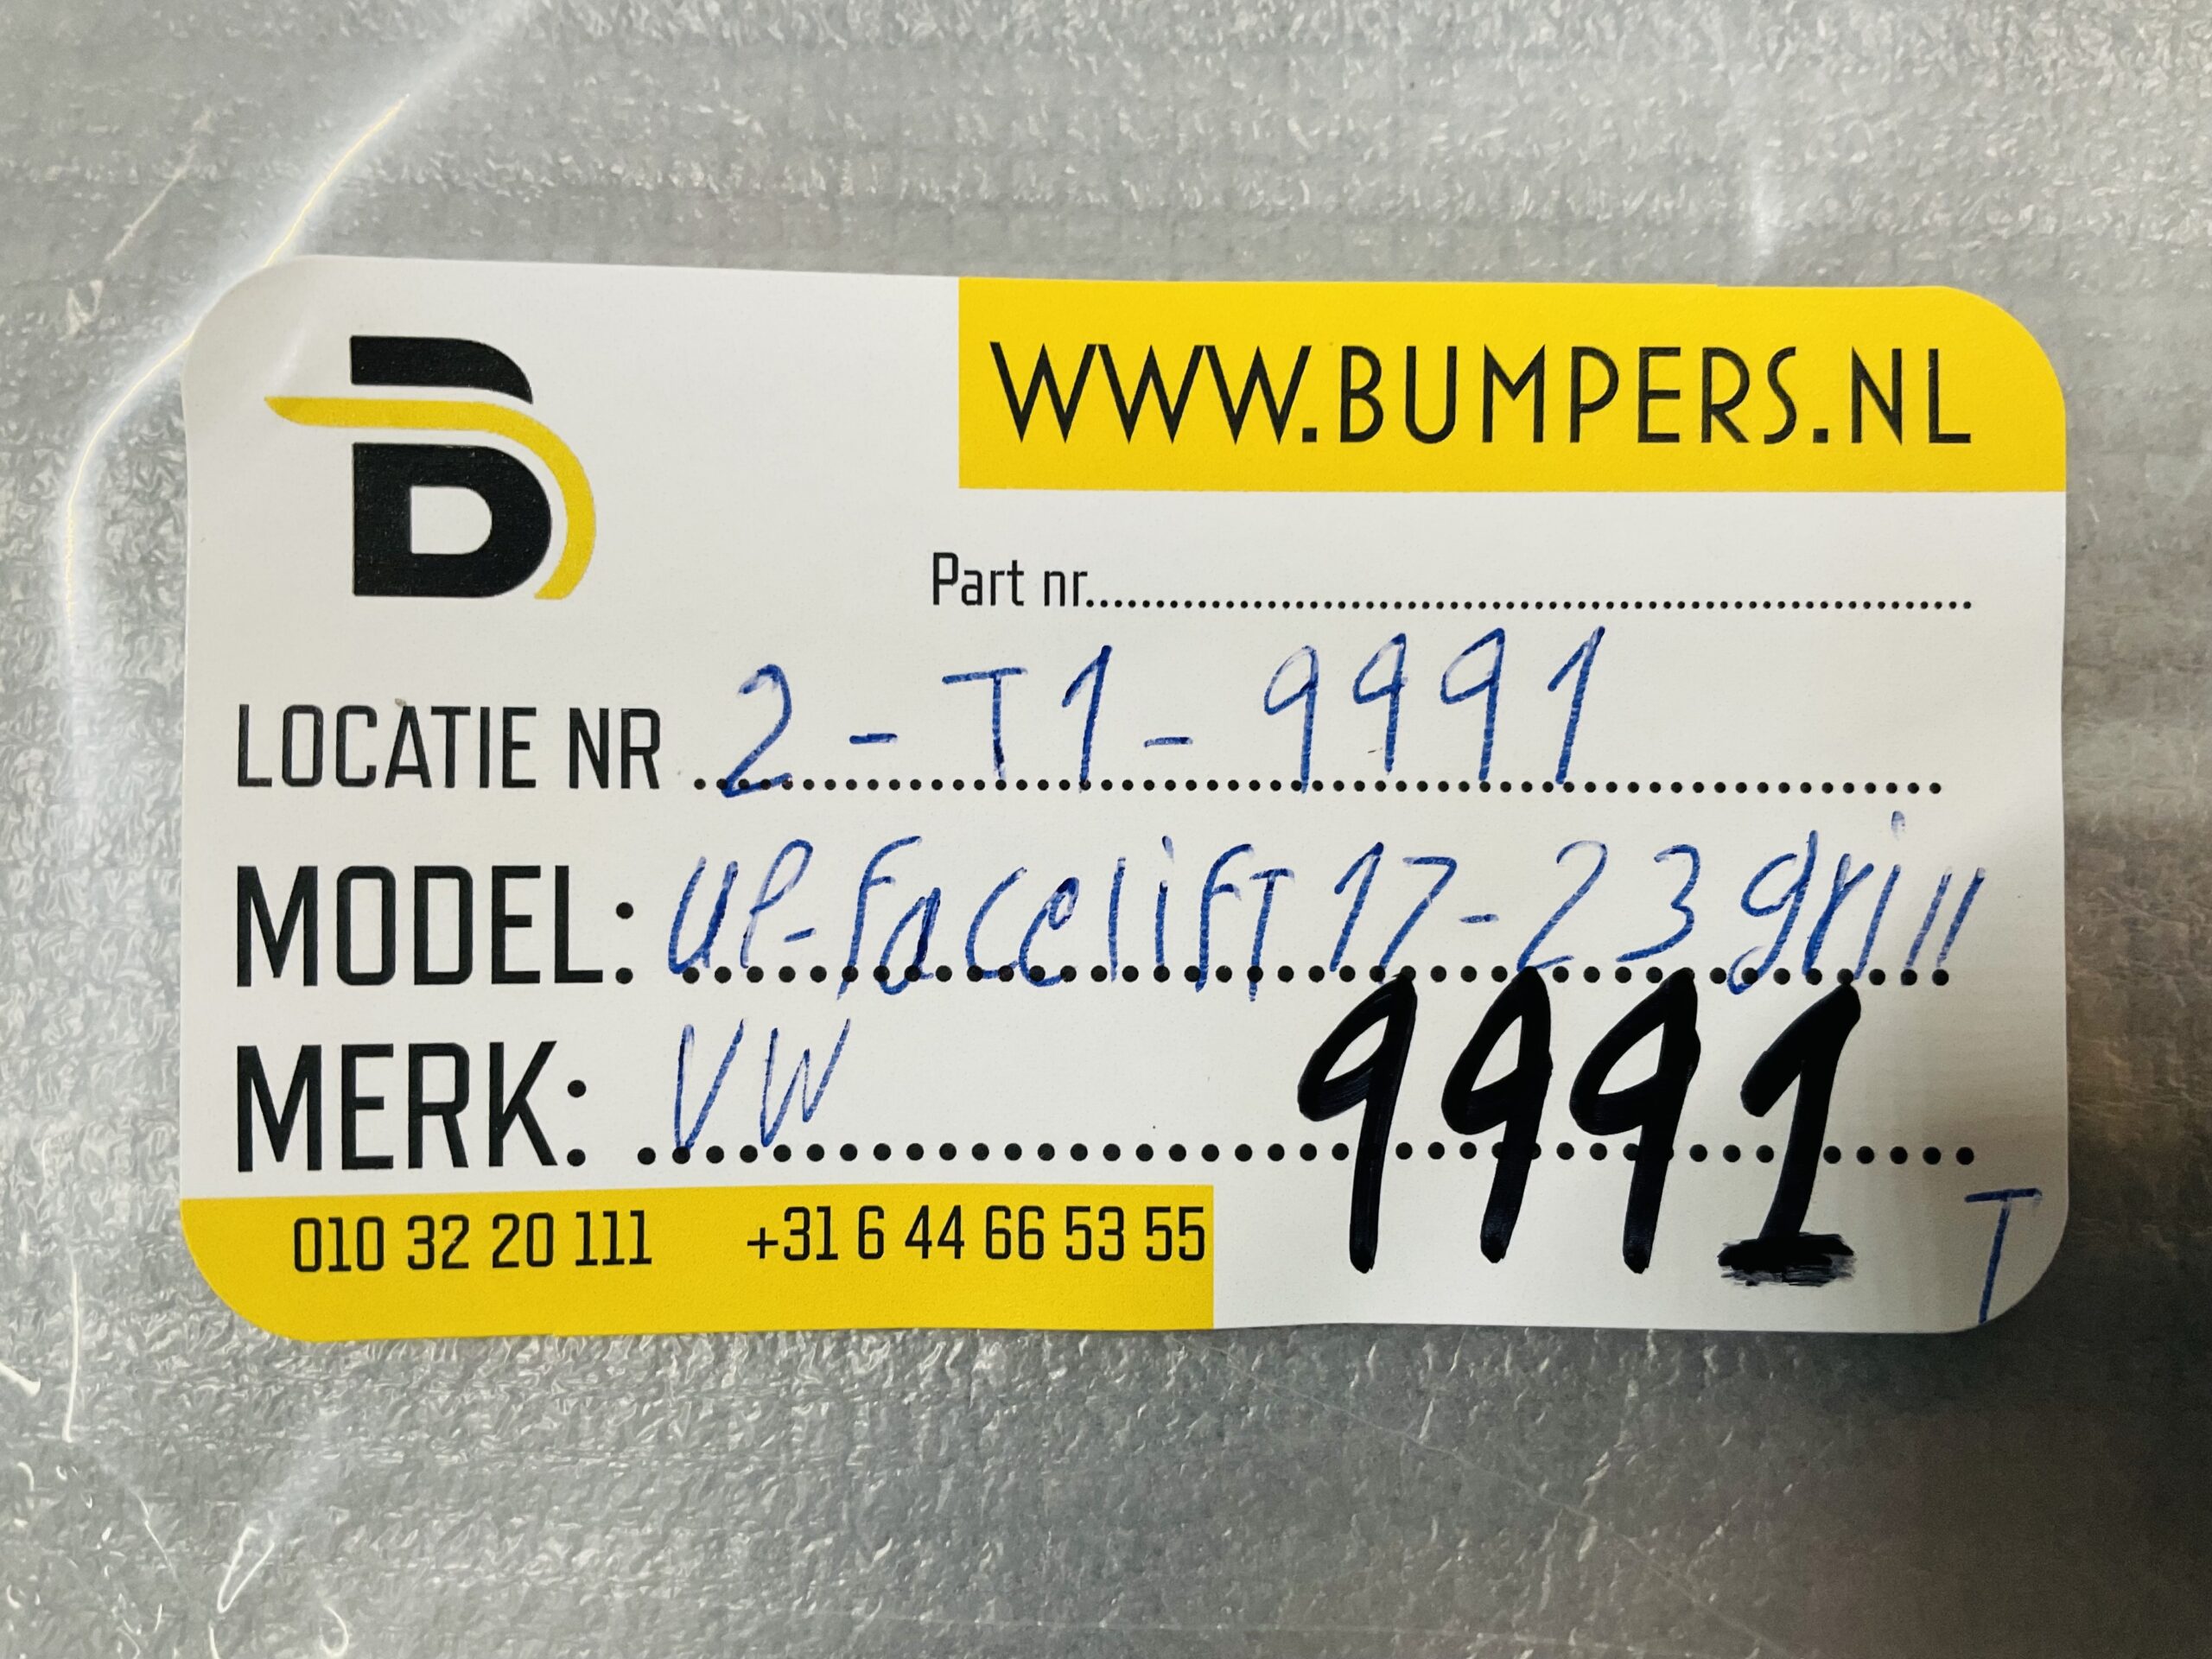 B
WWW.BUMPERS.NL
Part nr.......................................................
LOCATIE NR 2 - T1 - 9991
MODEL: UP-Facelift 17-23 grill
MERK: VW
9991
010 32 20 111 +31 6 44 66 53 55
T